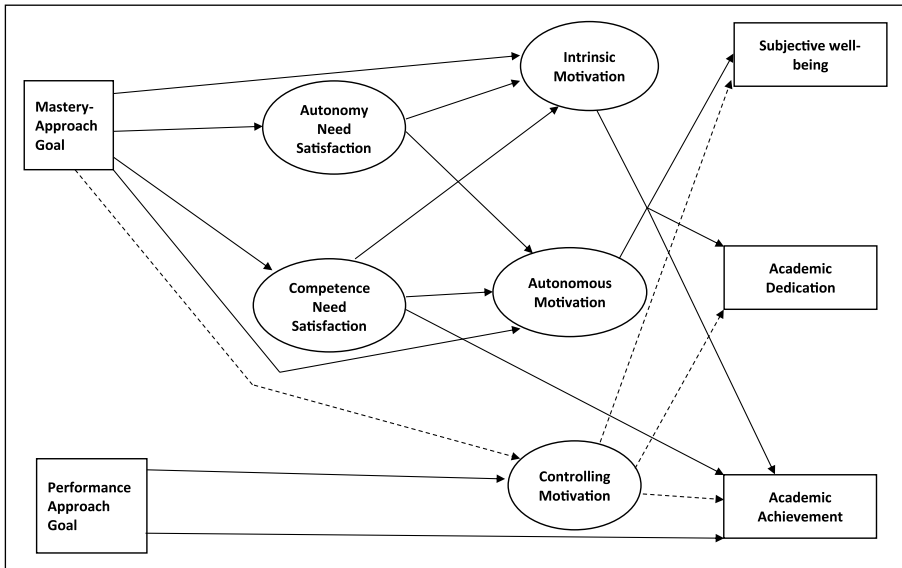 Intrinsic
Motivation
Subjective well-
being
Mastery-
Approach
Goal
Autonomy
Need
Satisfaction
Academic
Dedication
Competence
Need
Satisfaction
Autonomous
Motivation
Performance
Approach
Goal
Controlling
Motivation
Academic
Achievement